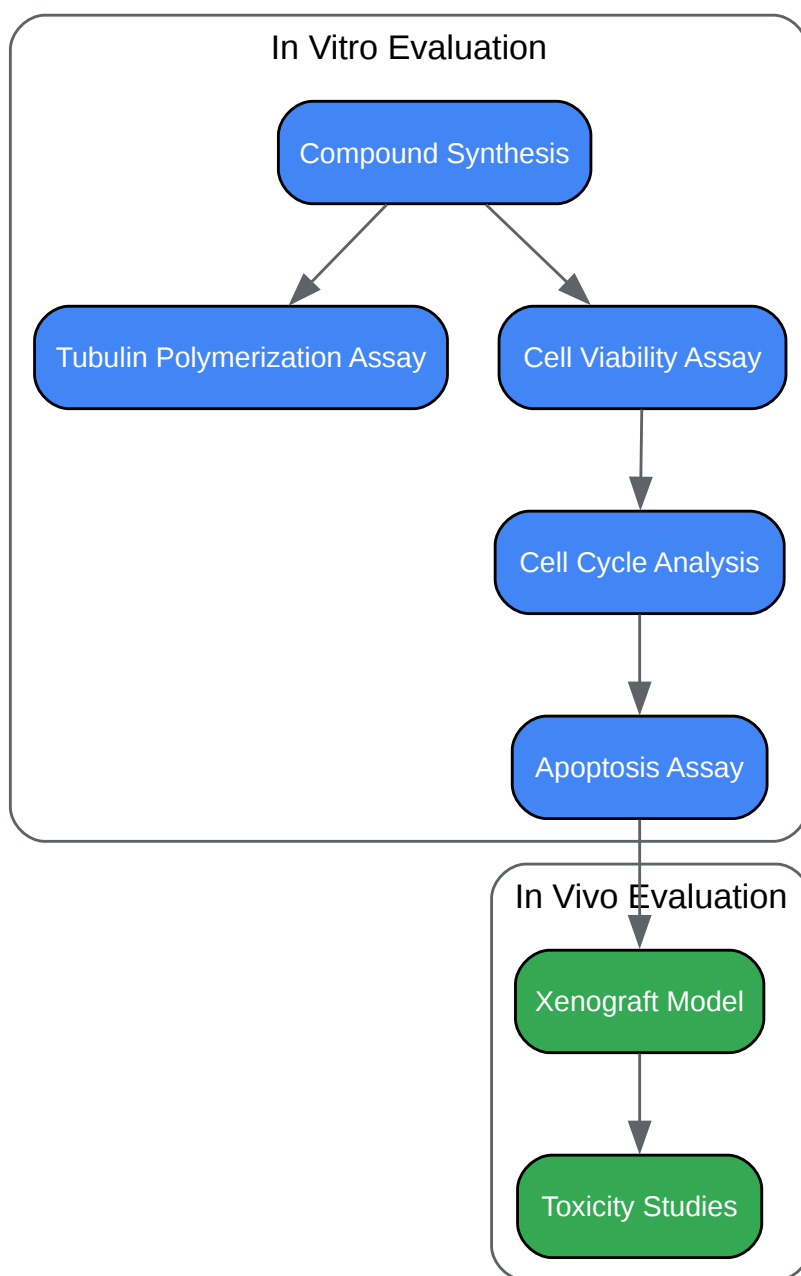 In Vitro Evaluation
Compound Synthesis
Tubulin Polymerization Assay
Cell Viability Assay
Cell Cycle Analysis
Apoptosis Assay
In Vivo Evaluation
Xenograft Model
Toxicity Studies